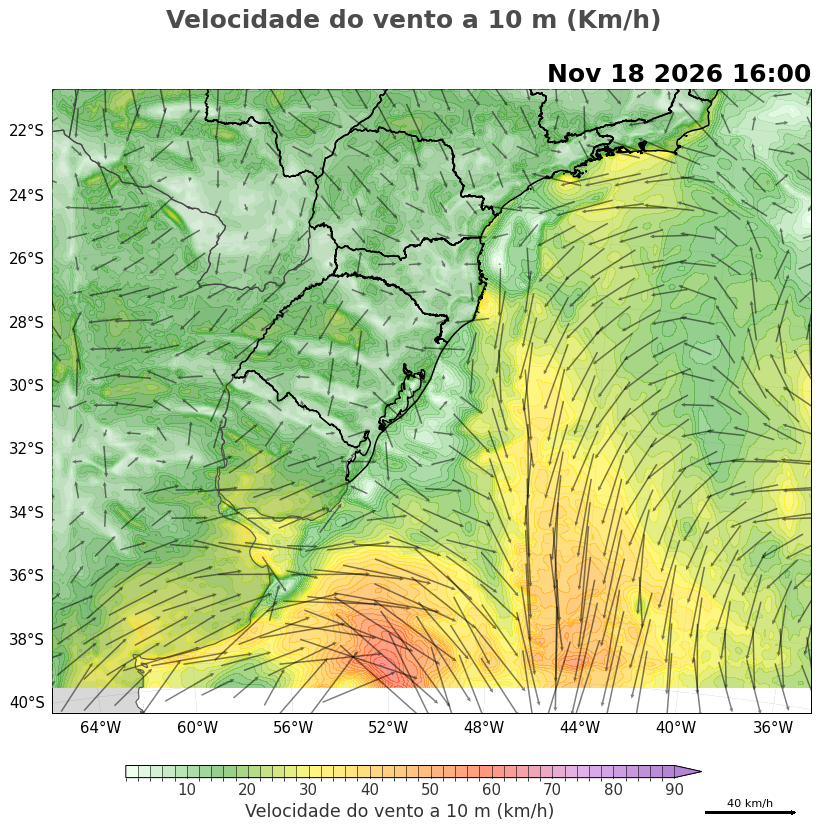 Velocidade do vento a 10 m (Km/h)
Nov 18 2026 16:00
22°S
24°S
26°S
28°S
30°S
32°S
34°S
36°S
38°S
40°S
64°W 60°W 56°W 52°W 48°W 44°W 40°W 36°W
10 20 30 40 50 60 70 80 90
Velocidade do vento a 10 m (km/h)
40 km/h